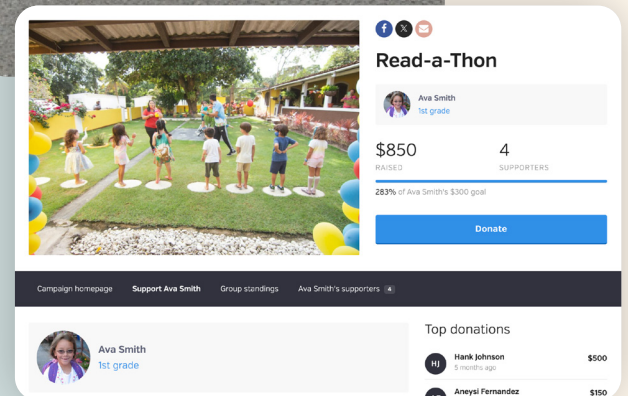 Read-a-Thon
Ava Smith
1st grade
$850
RAISED
4
SUPPORTERS
283% of Ava Smith's $300 goal
Donate
Campaign homepage
Support Ava Smith
Group standings
Ava Smith's supporters 4
Ava Smith
1st grade
Top donations
HJ
Hank Johnson
5 months ago
$500
Aneysi Fernandez
$150